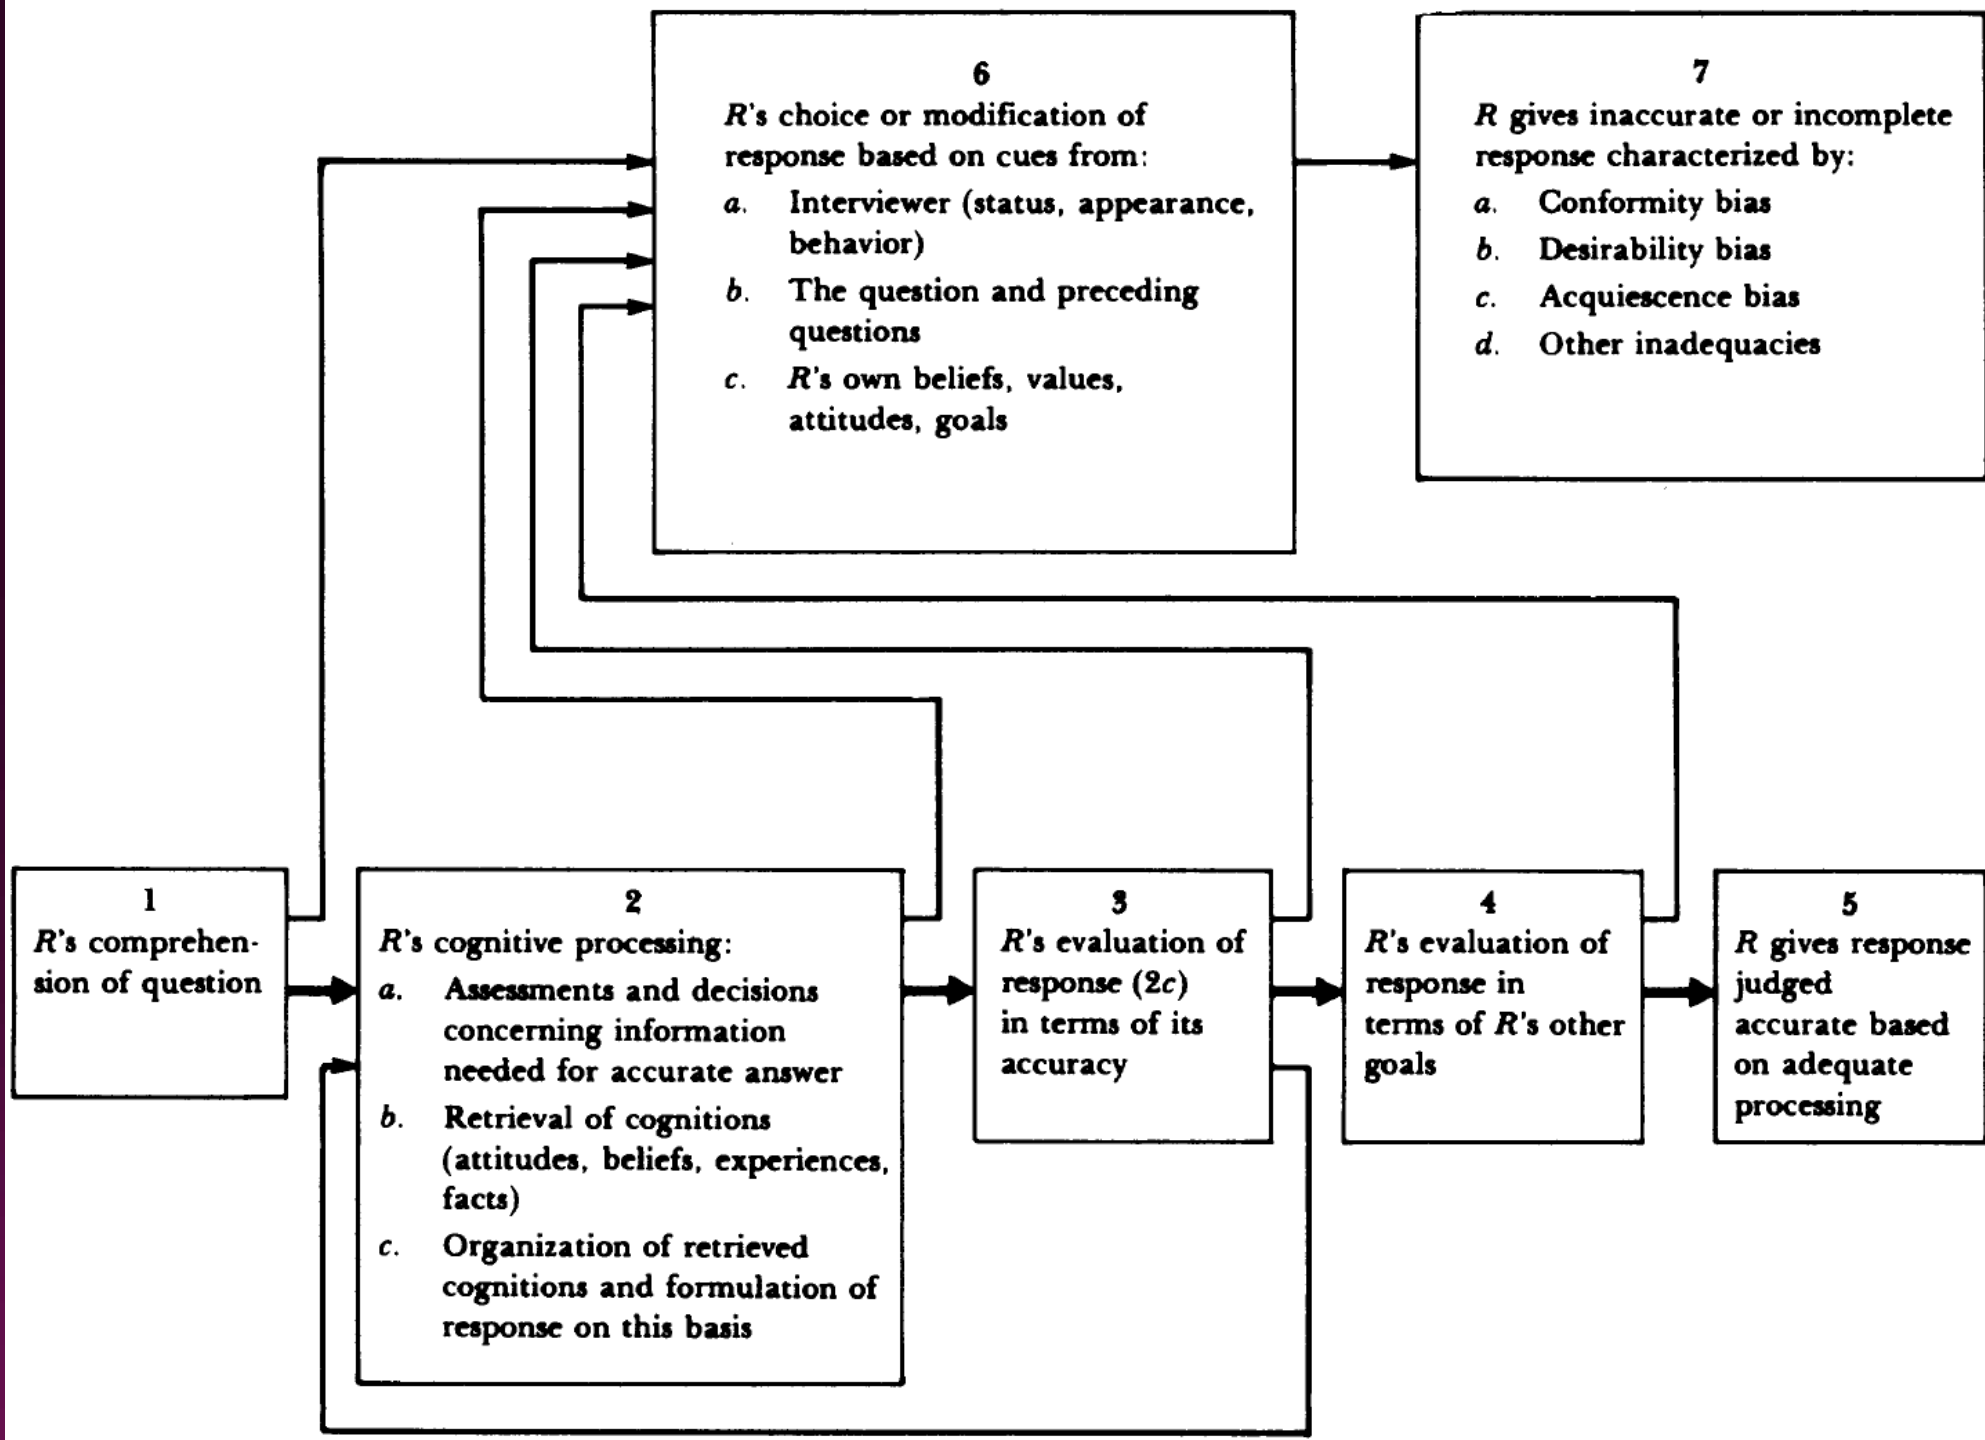 6
R's choice or modification of
response based on cues from:
a. Interviewer (status, appearance,
behavior)
b. The question and preceding
questions
c. R's own beliefs, values,
attitudes, goals
7
R gives inaccurate or incomplete
response characterized by:
a. Conformity bias
b. Desirability bias
c. Acquiescence bias
d. Other inadequacies
1
R's comprehen-
sion of question
2
R's cognitive processing:
a. Assessments and decisions
concerning information
needed for accurate answer
b. Retrieval of cognitions
(attitudes, beliefs, experiences,
facts)
c. Organization of retrieved
cognitions and formulation of
response on this basis
3
R's evaluation of
response (2c)
in terms of its
accuracy
4
R's evaluation of
response in
terms of R's other
goals
5
R gives response
judged
accurate based
on adequate
processing